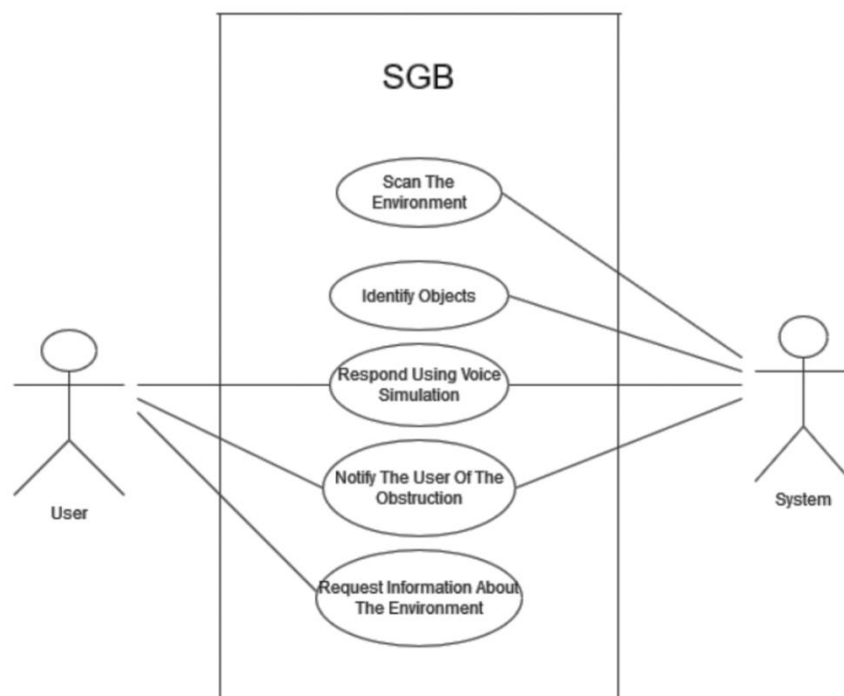 SGB
Scan The
Environment
Identify Objects
Respond Using Voice
Simulation
Notify The User Of The
Obstruction
User
System
Request Information About
The Environment